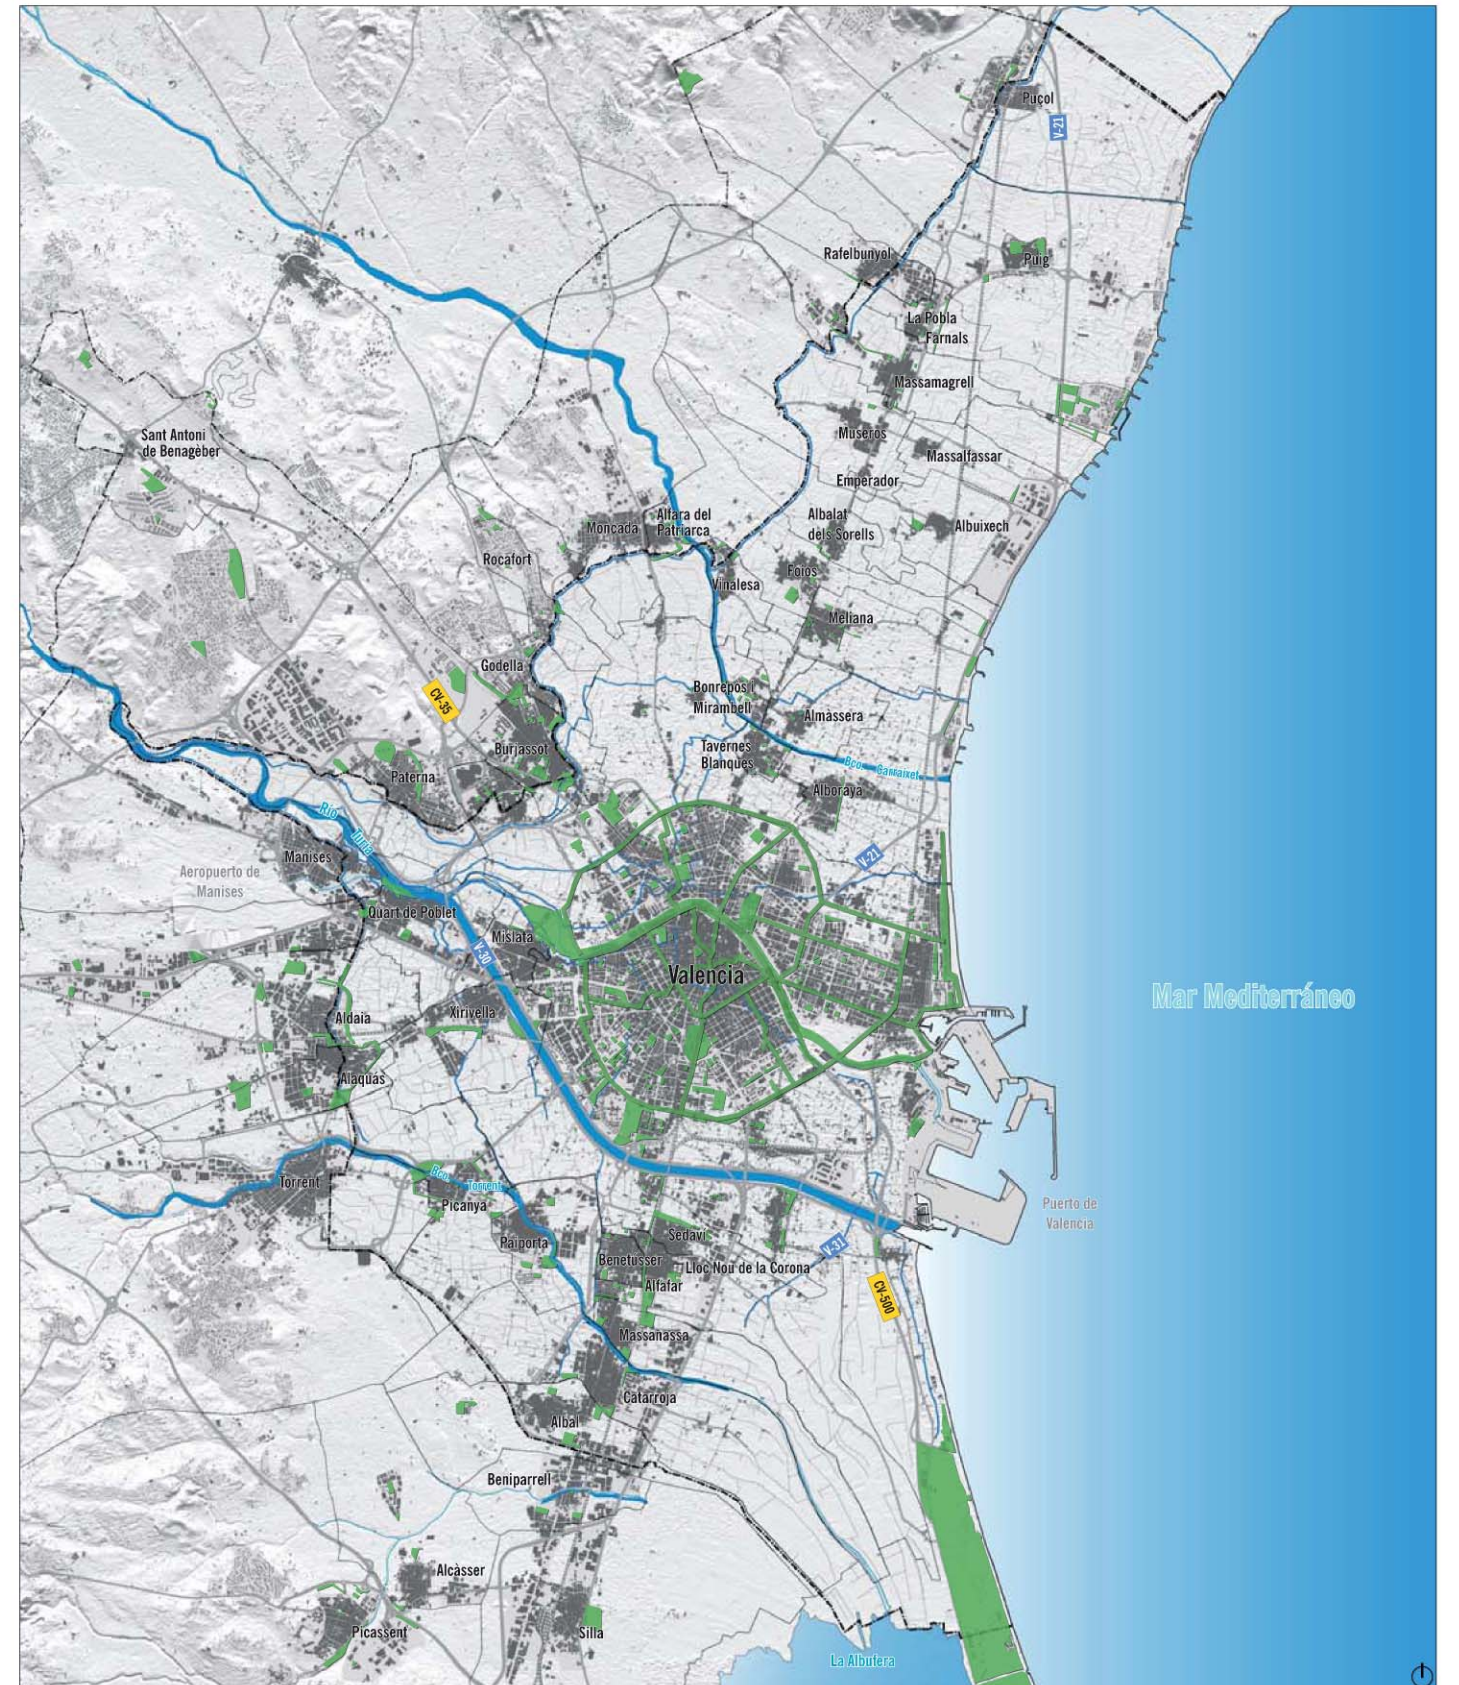 Puçol
V-21
Rafelbunyol
Puig
La Pobla
Farnals
Massamagrell
Museros
Massalfassar
Emperador
Sant Antoni
de Benagèber
Albalat
dels Sorells
Albuixech
Alfara del
Patriarca
Moncada
Rocafort
Foios
Vinalesa
Meliana
Godella
CV-35
Bonrepos i
Mirambell
Almàssera
Burjassot
Tavernes
Blanques
Bco. Carraixet
Paterna
Alboraya
Río Turia
V-21
Manises
Aeropuerto de
Manises
Quart de Poblet
Mislata
V-30
Valencia
Mar Mediterráneo
Xirivella
Aldaia
Alaquas
Torrent
Bco. Torrent
Picanya
Puerto de
Valencia
Paiporta
Sedaví
V-31
Benetusser
Lloc Nou de la Corona
Alfafar
CV-500
Massanassa
Catarroja
Albal
Beniparrell
Alcàsser
Picassent
Silla
La Albufera